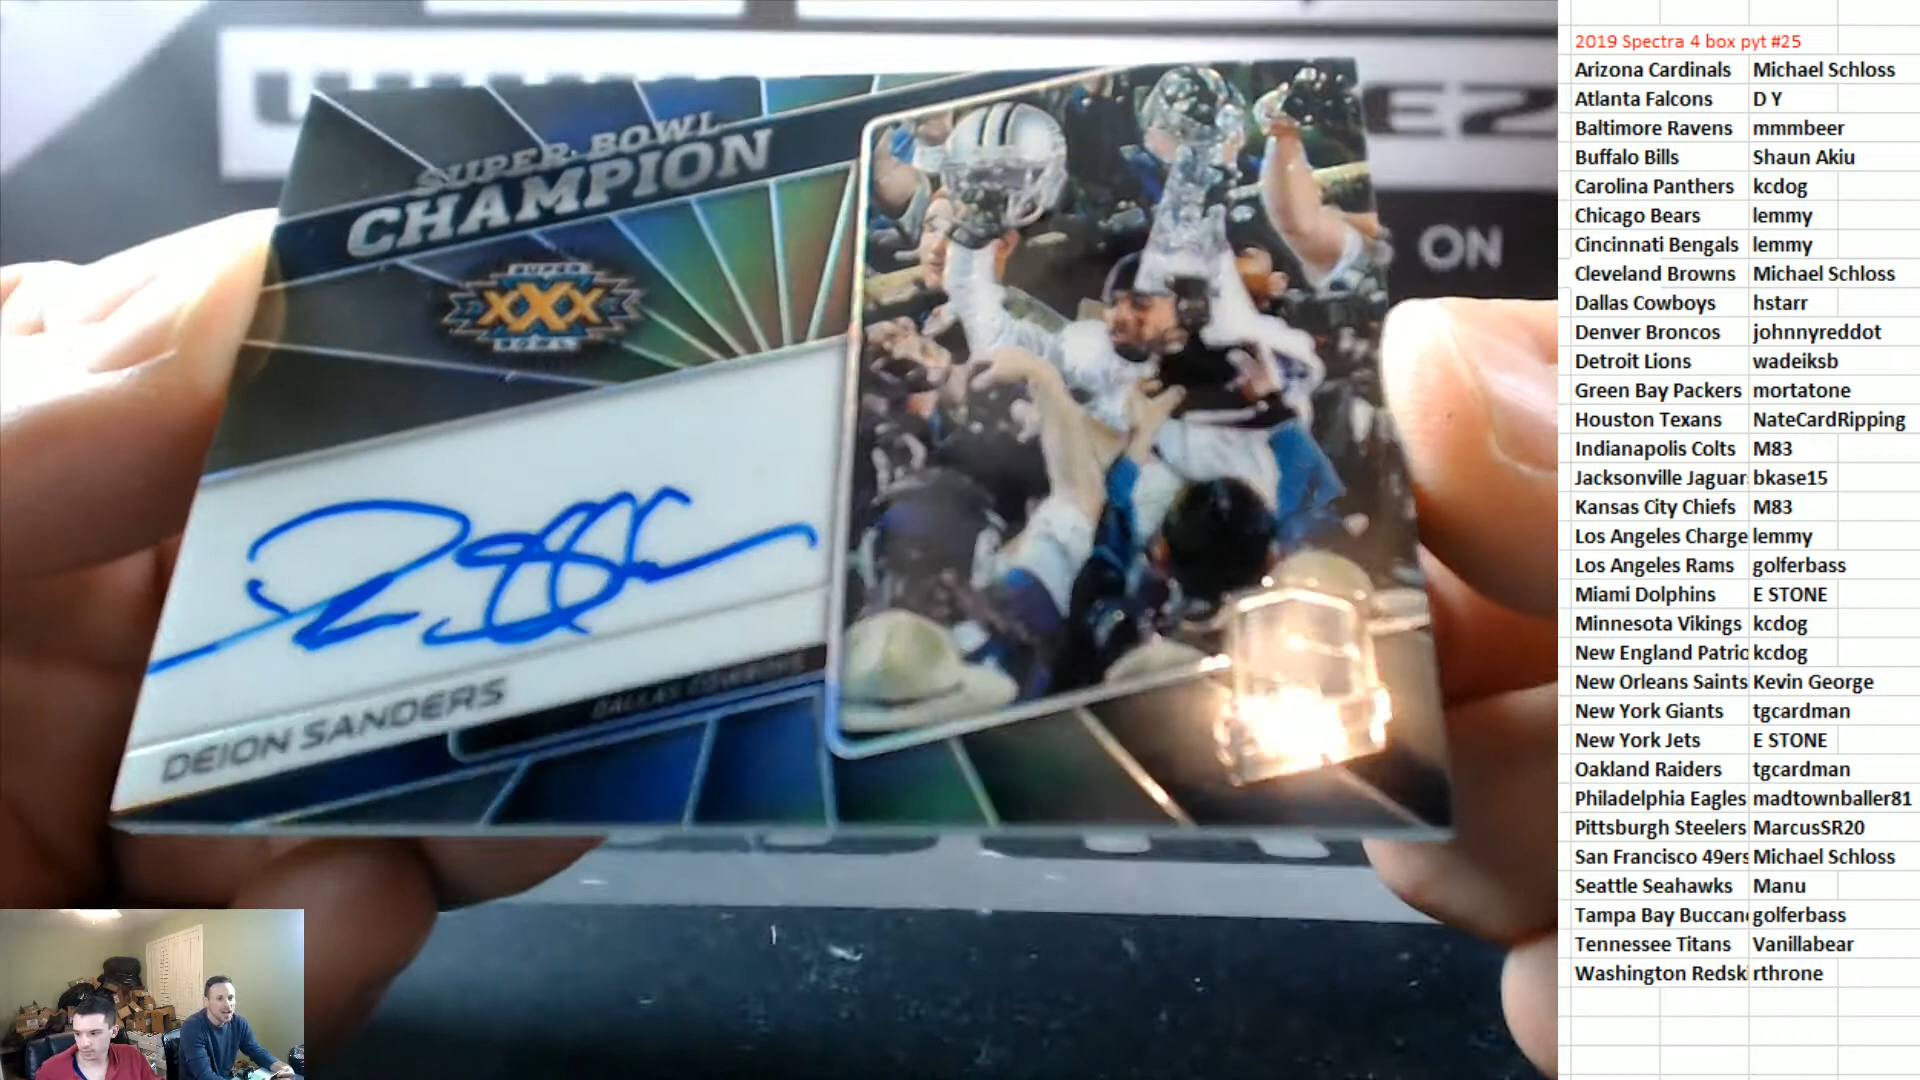 EZ
S ON
SUPER BOWL
CHAMPION
SUPER
XXX
BOWL
DEION SANDERS
DALLAS COWBOYS
2019 Spectra 4 box pyt #25
Arizona Cardinals Michael Schloss
Atlanta Falcons D Y
Baltimore Ravens mmmbeer
Buffalo Bills Shaun Akiu
Carolina Panthers kcdog
Chicago Bears lemmy
Cincinnati Bengals lemmy
Cleveland Browns Michael Schloss
Dallas Cowboys hstarr
Denver Broncos johnnyreddot
Detroit Lions wadeiksb
Green Bay Packers mortatone
Houston Texans NateCardRipping
Indianapolis Colts M83
Jacksonville Jaguar bkase15
Kansas City Chiefs M83
Los Angeles Charge lemmy
Los Angeles Rams golferbass
Miami Dolphins E STONE
Minnesota Vikings kcdog
New England Patrio kcdog
New Orleans Saints Kevin George
New York Giants tgcardman
New York Jets E STONE
Oakland Raiders tgcardman
Philadelphia Eagles madtownballer81
Pittsburgh Steelers MarcusSR20
San Francisco 49ers Michael Schloss
Seattle Seahawks Manu
Tampa Bay Buccan golferbass
Tennessee Titans Vanillabear
Washington Redski rthrone